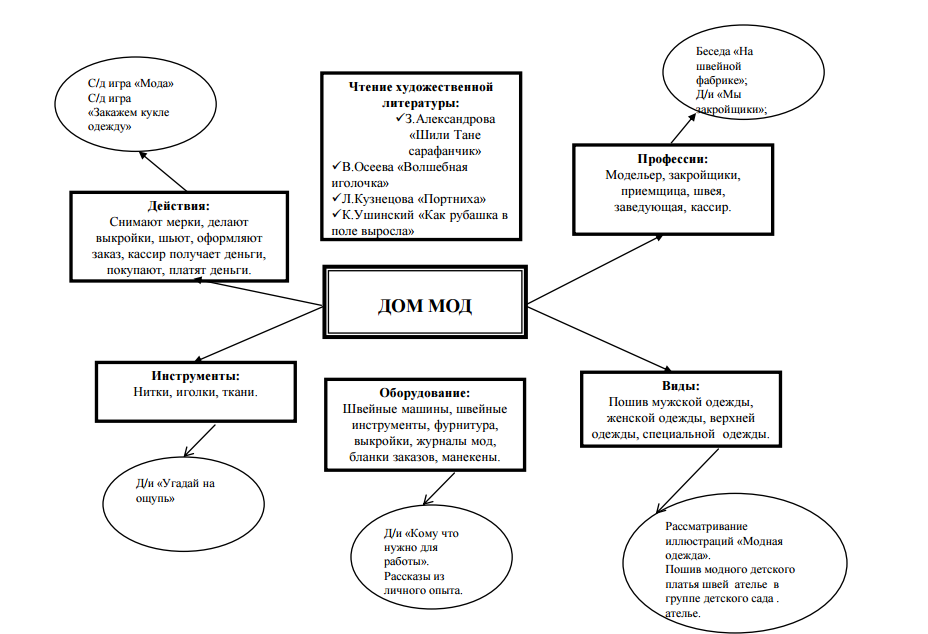 С/д игра «Мода»
С/д игра
«Закажем кукле
одежду»
Чтение художественной
литературы:
✓З.Александрова
«Шили Тане
сарафанчик»
✓В.Осеева «Волшебная
иголочка»
✓Л.Кузнецова «Портниха»
✓К.Ушинский «Как рубашка в
поле выросла»
Беседа «На
швейной
фабрике»;
Д/и «Мы
закройщики»;
Действия:
Снимают мерки, делают
выкройки, шьют, оформляют
заказ, кассир получает деньги,
покупают, платят деньги.
Профессии:
Модельер, закройщики,
приемщица, швея,
заведующая, кассир.
ДОМ МОД
Инструменты:
Нитки, иголки, ткани.
Оборудование:
Швейные машины, швейные
инструменты, фурнитура,
выкройки, журналы мод,
бланки заказов, манекены.
Виды:
Пошив мужской одежды,
женской одежды, верхней
одежды, специальной  одежды.
Д/и «Угадай на
ощупь»
Д/и «Кому что
нужно для
работы».
Рассказы из
личного опыта.
Рассматривание
иллюстраций «Модная
одежда».
Пошив модного детского
платья швей  ателье  в
группе детского сада .
ателье.